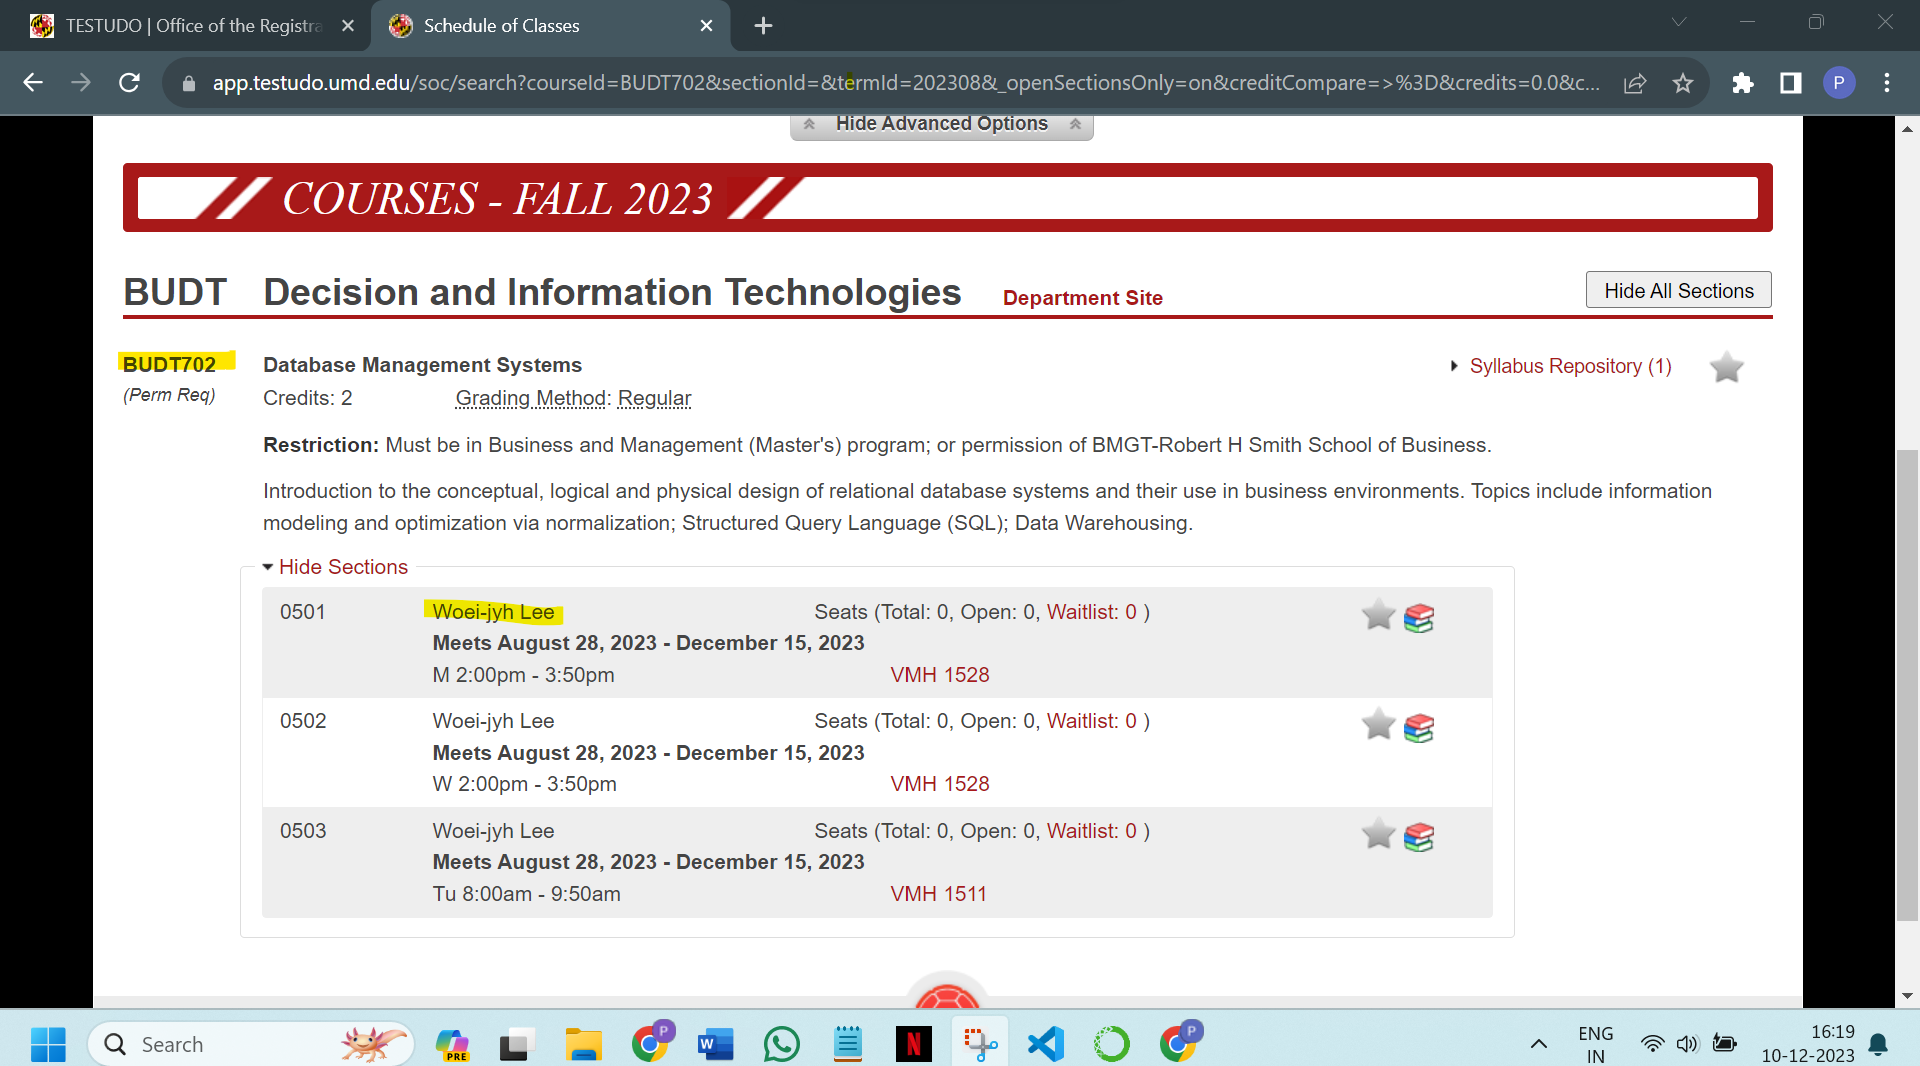 TESTUDO | Office of the Registra
Schedule of Classes
app.testudo.umd.edu/soc/search?courseId=BUDT702&sectionId=&termId=202308&_openSectionsOnly=on&creditCompare=>%3D&credits=0.0&c...
P
Hide Advanced Options
COURSES - FALL 2023
BUDT Decision and Information Technologies Department Site Hide All Sections
BUDT702 Database Management Systems Syllabus Repository (1)
(Perm Req) Credits: 2 Grading Method: Regular
Restriction: Must be in Business and Management (Master's) program; or permission of BMGT-Robert H Smith School of Business.
Introduction to the conceptual, logical and physical design of relational database systems and their use in business environments. Topics include information
modeling and optimization via normalization; Structured Query Language (SQL); Data Warehousing.
Hide Sections
0501 Woei-jyh Lee Seats (Total: 0, Open: 0, Waitlist: 0 )
Meets August 28, 2023 - December 15, 2023
M 2:00pm - 3:50pm VMH 1528
0502 Woei-jyh Lee Seats (Total: 0, Open: 0, Waitlist: 0 )
Meets August 28, 2023 - December 15, 2023
W 2:00pm - 3:50pm VMH 1528
0503 Woei-jyh Lee Seats (Total: 0, Open: 0, Waitlist: 0 )
Meets August 28, 2023 - December 15, 2023
Tu 8:00am - 9:50am VMH 1511
Search
PRE
P
W
N
P
ENG
IN
16:19
10-12-2023